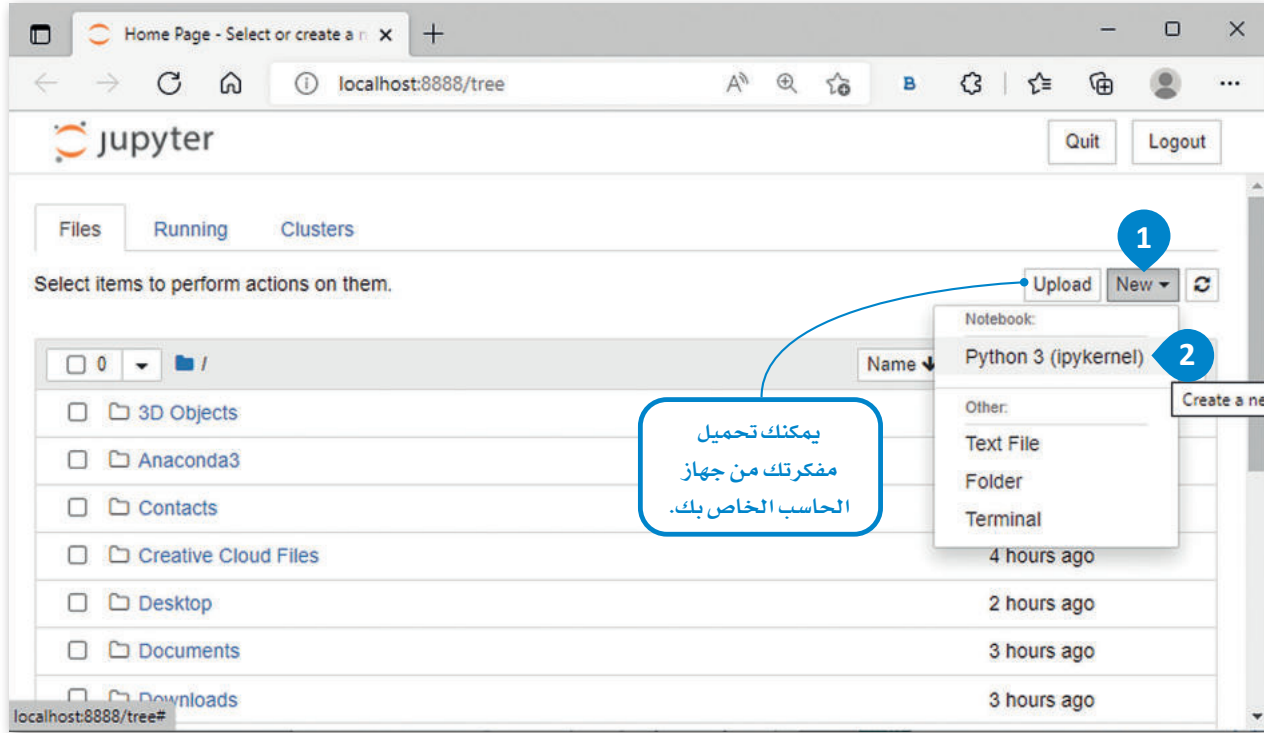 Home Page - Select or create a n
localhost:8888/tree
B
jupyter
Quit
Logout
Files
Running
Clusters
1
Select items to perform actions on them.
Upload
New
Notebook:
0
/
Name
Python 3 (ipykernel)
2
Create a ne
Other:
Text File
Folder
Terminal
يمكنك تحميل
مفكرتك من جهاز
الحاسب الخاص بك.
3D Objects
Anaconda3
Contacts
Creative Cloud Files
4 hours ago
Desktop
2 hours ago
Documents
3 hours ago
Downloads
3 hours ago
localhost:8888/tree#